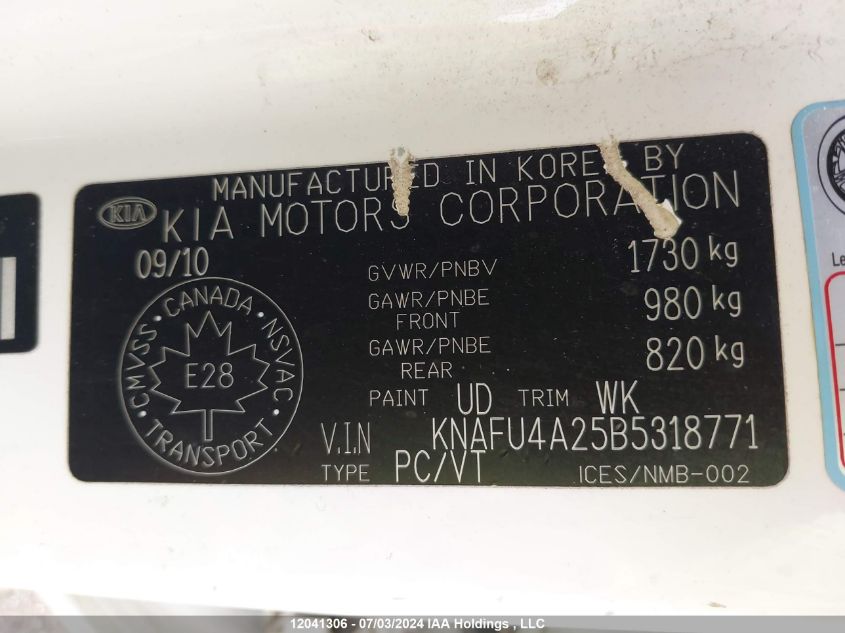 MANUFACTURED IN KOREA BY
KIA
KIA MOTORS CORPORATION
09/10
GVWR/PNBV 1730 kg
GAWR/PNBE FRONT 980 kg
GAWR/PNBE REAR 820 kg
CMVSS · CANADA · NSVAC
E28
TRANSPORT
PAINT UD TRIM WK
V.I.N KNAFU4A25B5318771
TYPE PC/VT ICES/NMB-002
Le
12041306 - 07/03/2024 IAA Holdings , LLC